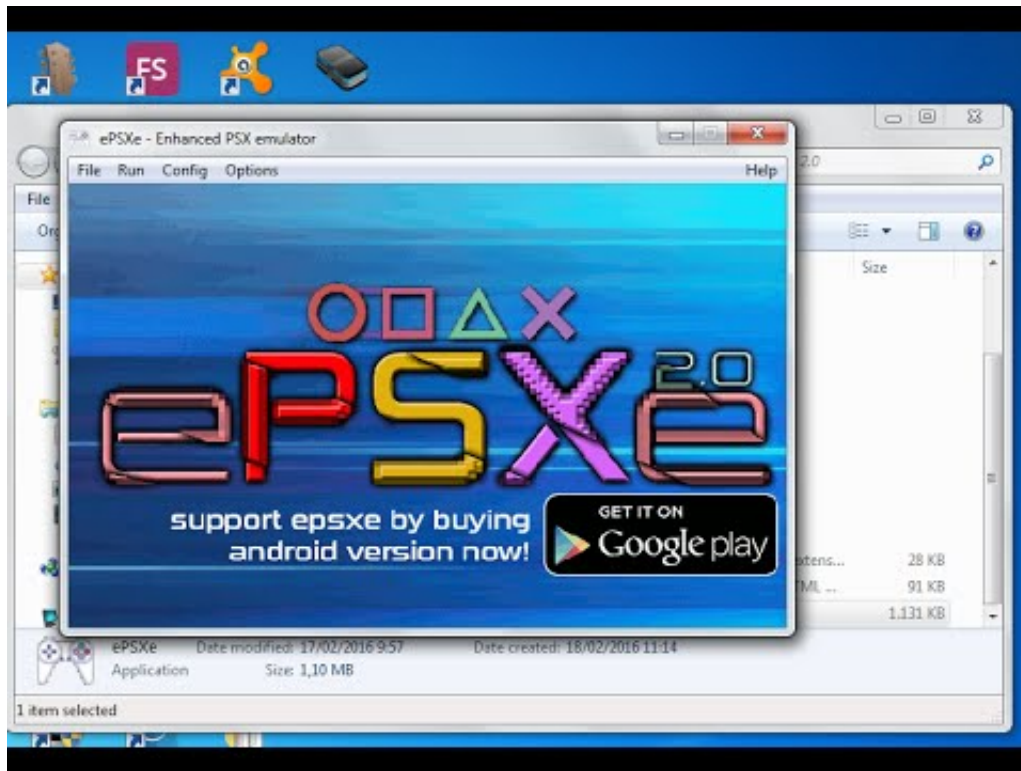 FS
ePSXe - Enhanced PSX emulator
File Run Config Options Help
2.0
File
Org
Size
ePSXe 2.0
support epsxe by buying
android version now!
GET IT ON
Google play
extens... 28 KB
TML ... 91 KB
1.131 KB
ePSXe Date modified: 17/02/2016 9:57 Date created: 18/02/2016 11:14
Application Size: 1,10 MB
1 item selected